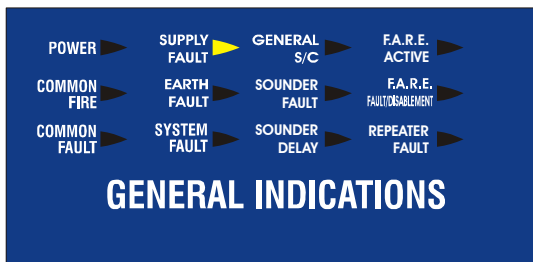 POWER
SUPPLY
FAULT
GENERAL
S/C
F.A.R.E.
ACTIVE
COMMON
FIRE
EARTH
FAULT
SOUNDER
FAULT
F.A.R.E.
FAULT/DISABLEMENT
COMMON
FAULT
SYSTEM
FAULT
SOUNDER
DELAY
REPEATER
FAULT
GENERAL INDICATIONS